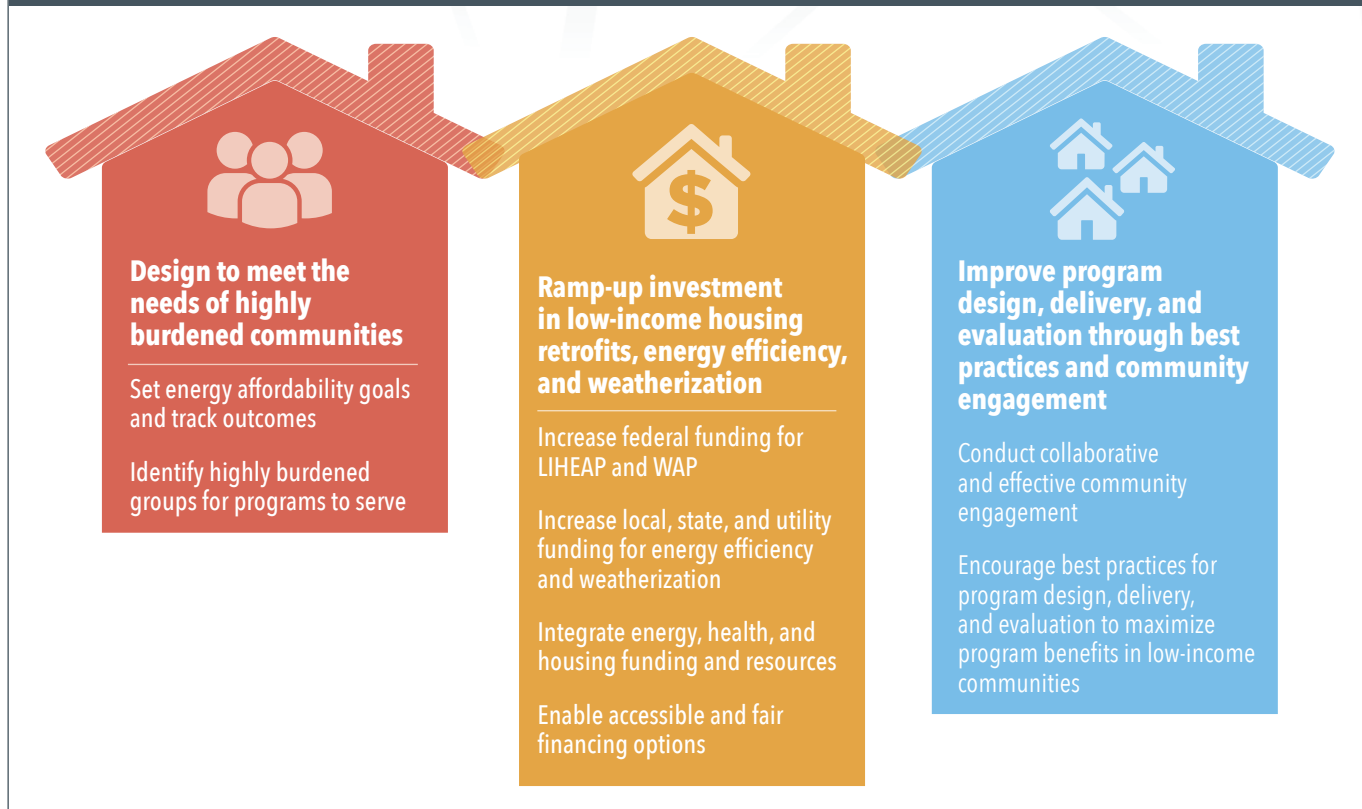 $
Design to meet the
needs of highly
burdened communities
Set energy affordability goals
and track outcomes
Identify highly burdened
groups for programs to serve
Ramp-up investment
in low-income housing
retrofits, energy efficiency,
and weatherization
Increase federal funding for
LIHEAP and WAP
Increase local, state, and utility
funding for energy efficiency
and weatherization
Integrate energy, health, and
housing funding and resources
Enable accessible and fair
financing options
Improve program
design, delivery, and
evaluation through best
practices and community
engagement
Conduct collaborative
and effective community
engagement
Encourage best practices for
program design, delivery,
and evaluation to maximize
program benefits in low-income
communities